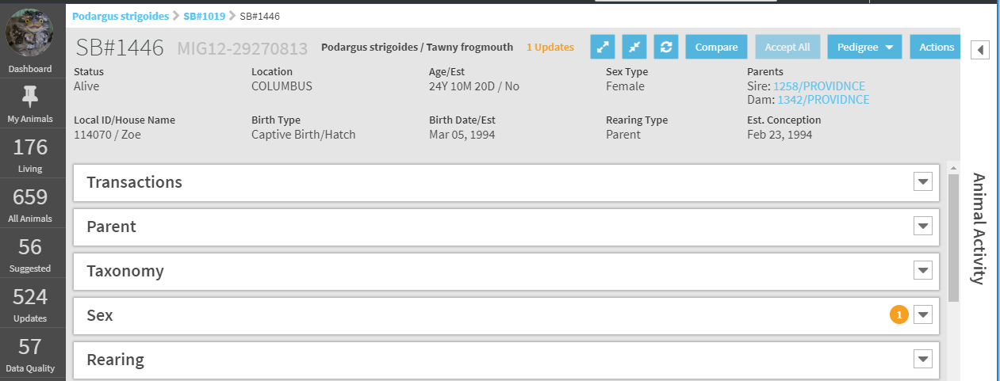 Podargus strigoides SB#1019 SB#1446
SB#1446 MIG12-29270813 Podargus strigoides / Tawny frogmouth 1 Updates Compare Accept All Pedigree Actions
Dashboard
My Animals
176
Living
659
All Animals
56
Suggested
524
Updates
57
Data Quality
Status Location Age/Est Sex Type Parents
Alive COLUMBUS 24Y 10M 20D / No Female Sire: 1258/PROVIDNCE
Dam: 1342/PROVIDNCE
Local ID/House Name Birth Type Birth Date/Est Rearing Type Est. Conception
114070 / Zoe Captive Birth/Hatch Mar 05, 1994 Parent Feb 23, 1994
Transactions
Parent
Taxonomy
Sex 1
Rearing
Animal Activity